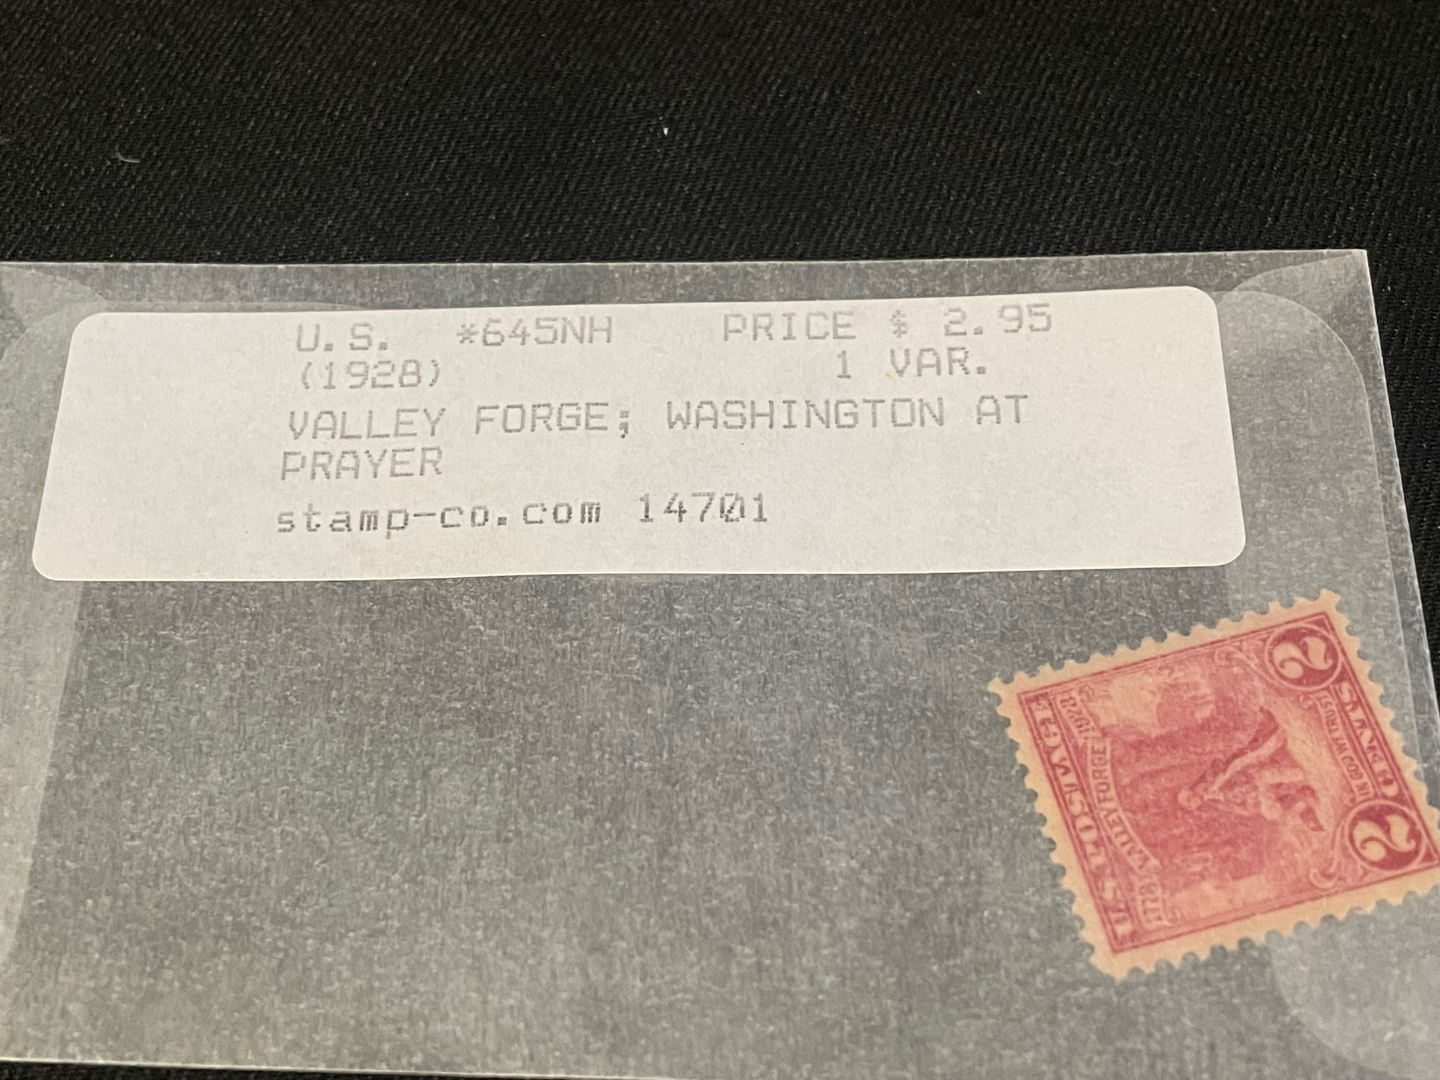 U.S. *645NH PRICE $ 2.95
(1928) 1 VAR.
VALLEY FORGE; WASHINGTON AT
PRAYER
stamp-co.com 14701
U.S. POSTAGE
1778 VALLEY FORGE 1928
IN GOD WE TRUST
2 CENTS 2